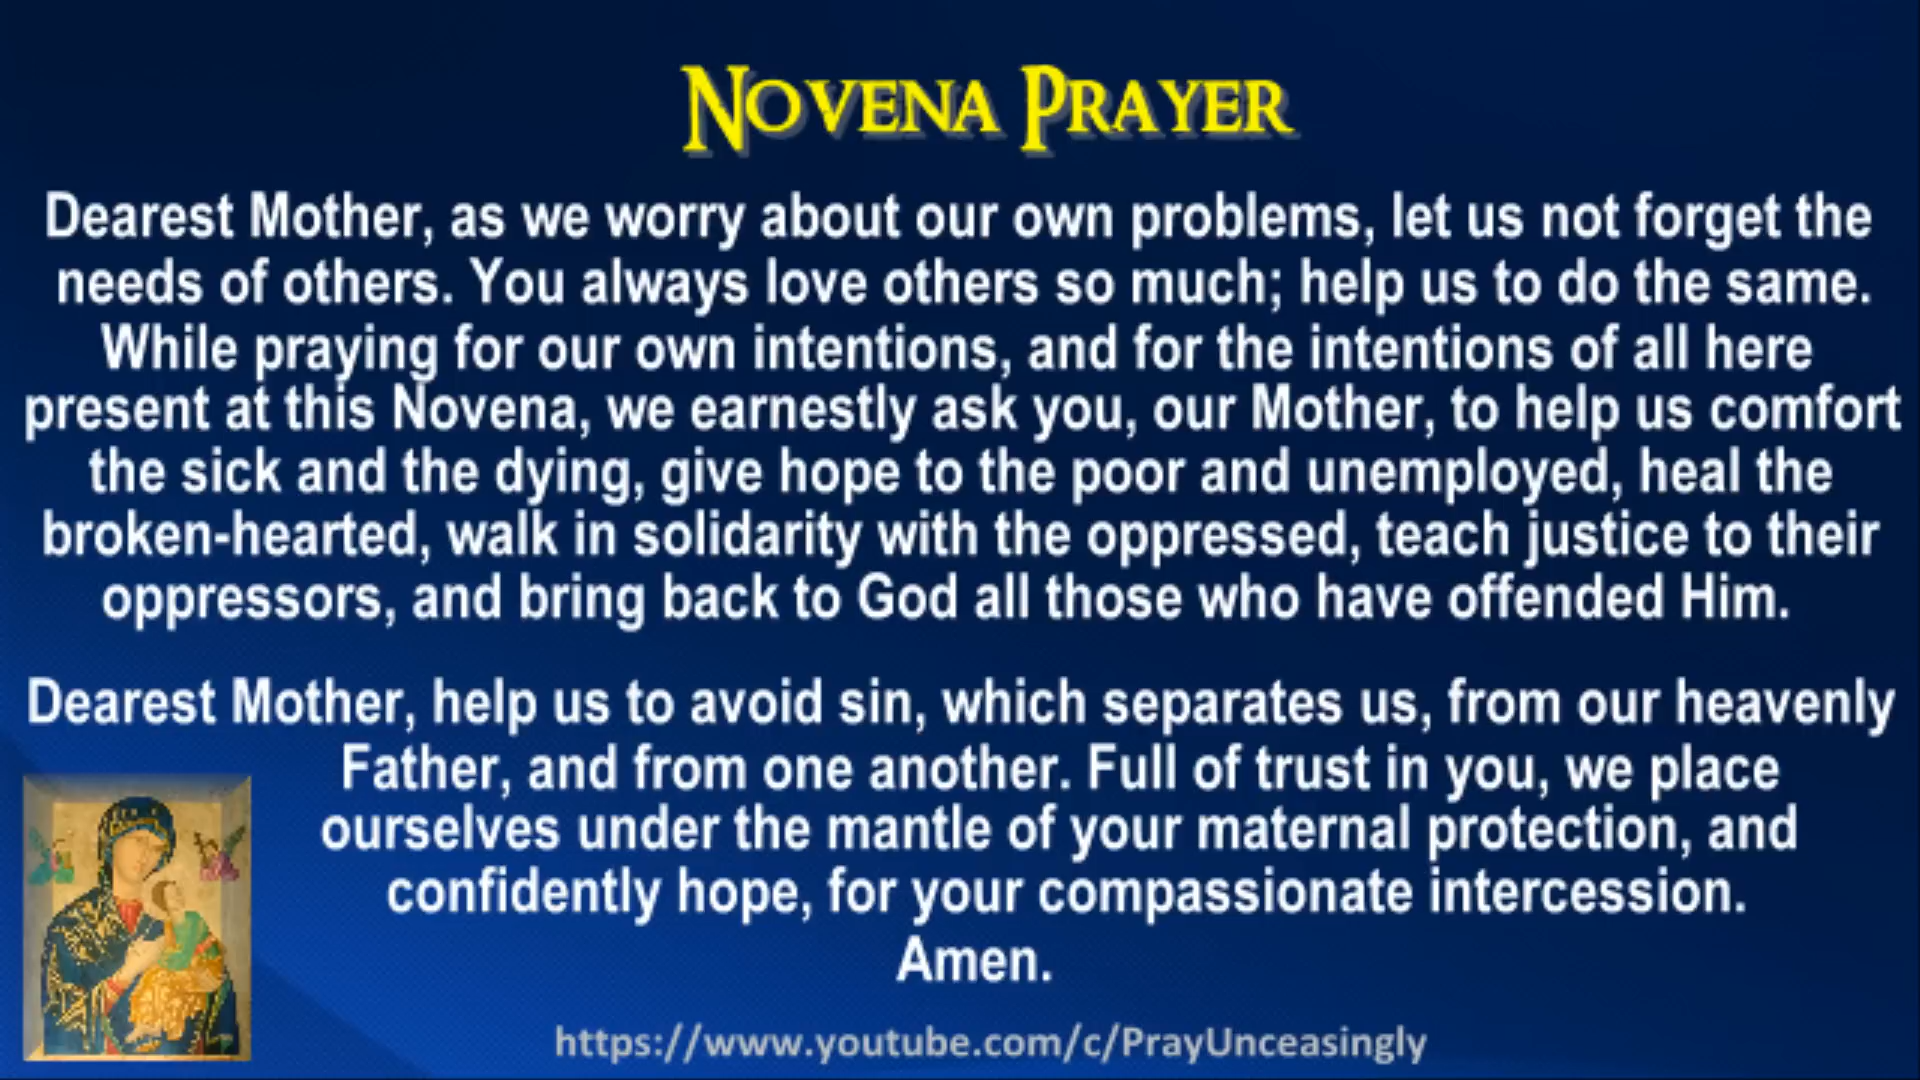 NOVENA PRAYER
Dearest Mother, as we worry about our own problems, let us not forget the
needs of others. You always love others so much; help us to do the same.
While praying for our own intentions, and for the intentions of all here
present at this Novena, we earnestly ask you, our Mother, to help us comfort
the sick and the dying, give hope to the poor and unemployed, heal the
broken-hearted, walk in solidarity with the oppressed, teach justice to their
oppressors, and bring back to God all those who have offended Him.
Dearest Mother, help us to avoid sin, which separates us, from our heavenly
Father, and from one another. Full of trust in you, we place
ourselves under the mantle of your maternal protection, and
confidently hope, for your compassionate intercession.
Amen.
https://www.youtube.com/c/PrayUnceasingly